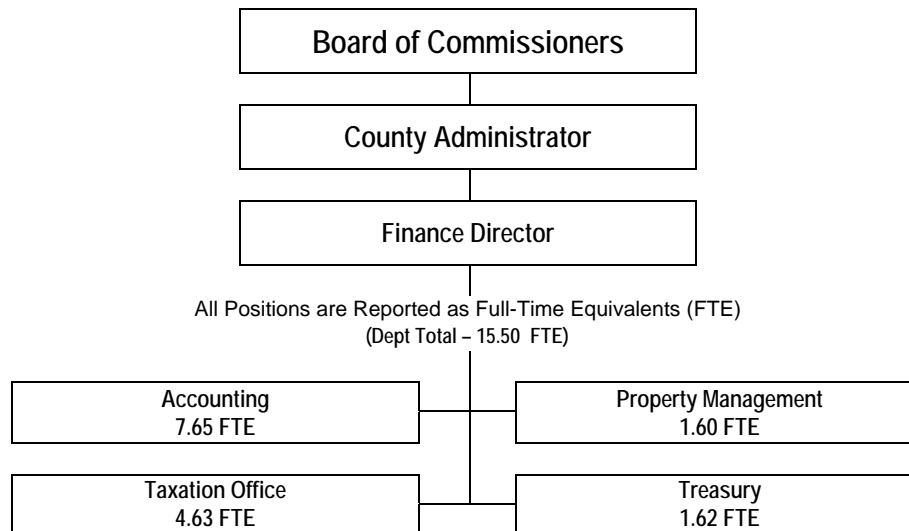 Board of Commissioners
County Administrator
Finance Director
All Positions are Reported as Full-Time Equivalents (FTE)
(Dept Total – 15.50 FTE)
Accounting
7.65 FTE
Property Management
1.60 FTE
Taxation Office
4.63 FTE
Treasury
1.62 FTE